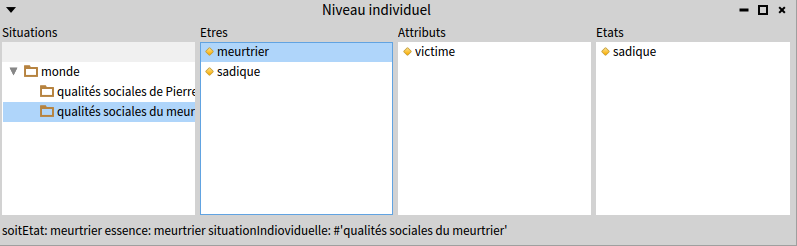 Niveau individuel
Situations
Etres
Attributs
Etats
monde
qualités sociales de Pierre
qualités sociales du meur
meurtrier
sadique
victime
sadique
soitEtat: meurtrier essence: meurtrier situationIndioviduelle: #'qualités sociales du meurtrier'